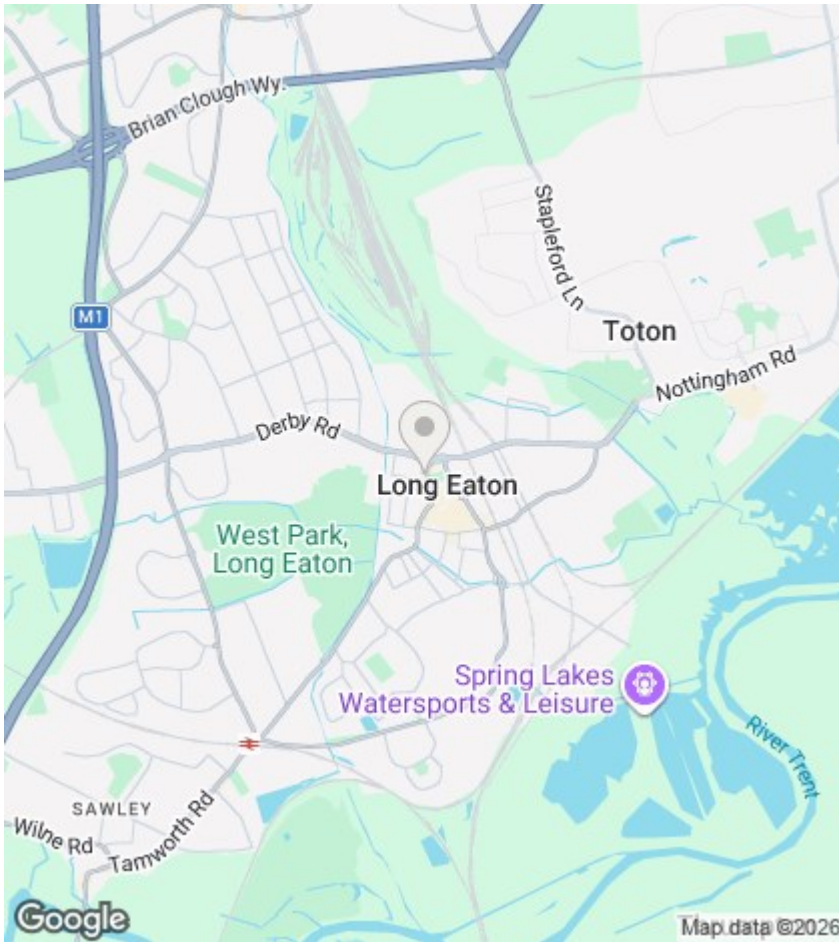 Brian Clough Wy.
Stapleford Ln
M1
Toton
Nottingham Rd
Derby Rd
Long Eaton
West Park,
Long Eaton
Spring Lakes
Watersports & Leisure
River Trent
SAWLEY
Wilne Rd
Tamworth Rd
Google
Map data ©2026